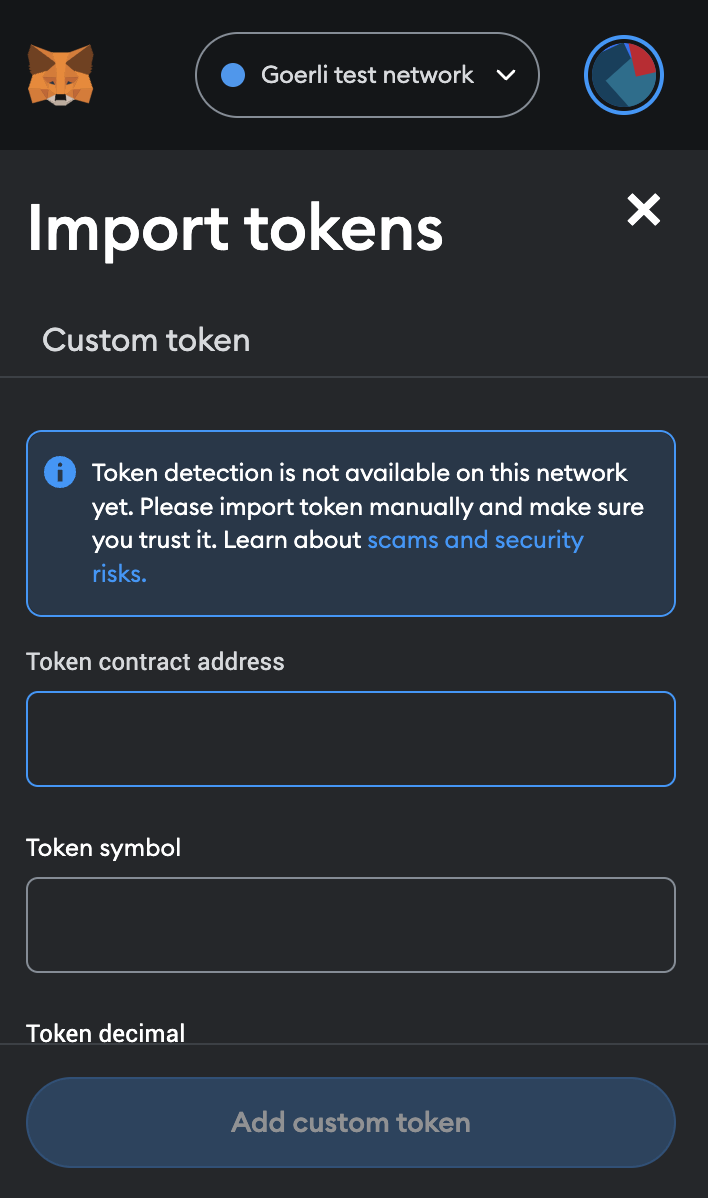 Goerli test network
Import tokens
Custom token
Token detection is not available on this network
yet. Please import token manually and make sure
you trust it. Learn about scams and security
risks.
Token contract address
Token symbol
Token decimal
Add custom token